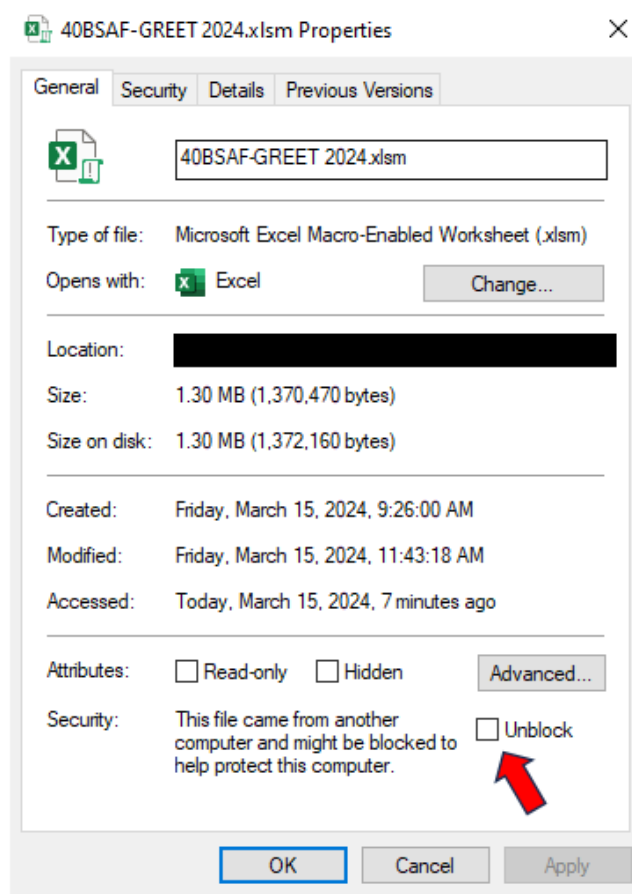 40BSAF-GREET 2024.xlsm Properties
General Security Details Previous Versions
40BSAF-GREET 2024.xlsm
Type of file: Microsoft Excel Macro-Enabled Worksheet (.xlsm)
Opens with: Excel Change...
Location:
Size: 1.30 MB (1,370,470 bytes)
Size on disk: 1.30 MB (1,372,160 bytes)
Created: Friday, March 15, 2024, 9:26:00 AM
Modified: Friday, March 15, 2024, 11:43:18 AM
Accessed: Today, March 15, 2024, 7 minutes ago
Attributes: Read-only Hidden Advanced...
Security: This file came from another
computer and might be blocked to
help protect this computer.
Unblock
OK Cancel Apply